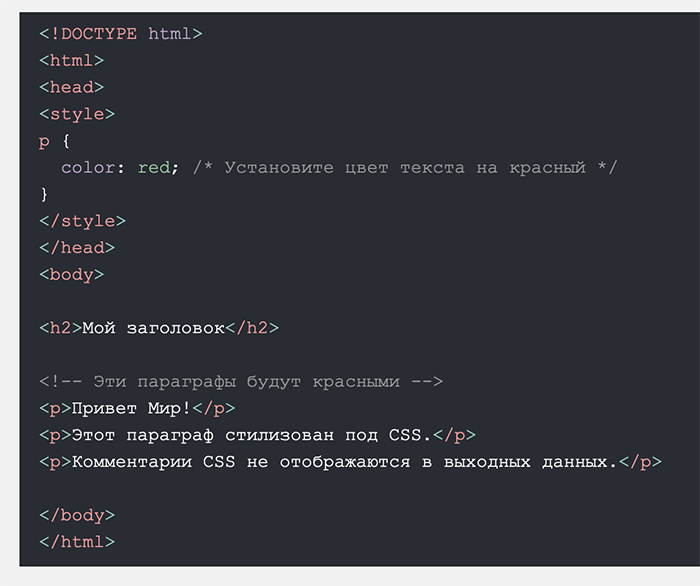 <!DOCTYPE html>
<html>
<head>
<style>
p {
  color: red; /* Установите цвет текста на красный */
}
</style>
</head>
<body>

<h2>Мой заголовок</h2>

<!-- Эти параграфы будут красными -->
<p>Привет Мир!</p>
<p>Этот параграф стилизован под CSS.</p>
<p>Комментарии CSS не отображаются в выходных данных.</p>

</body>
</html>